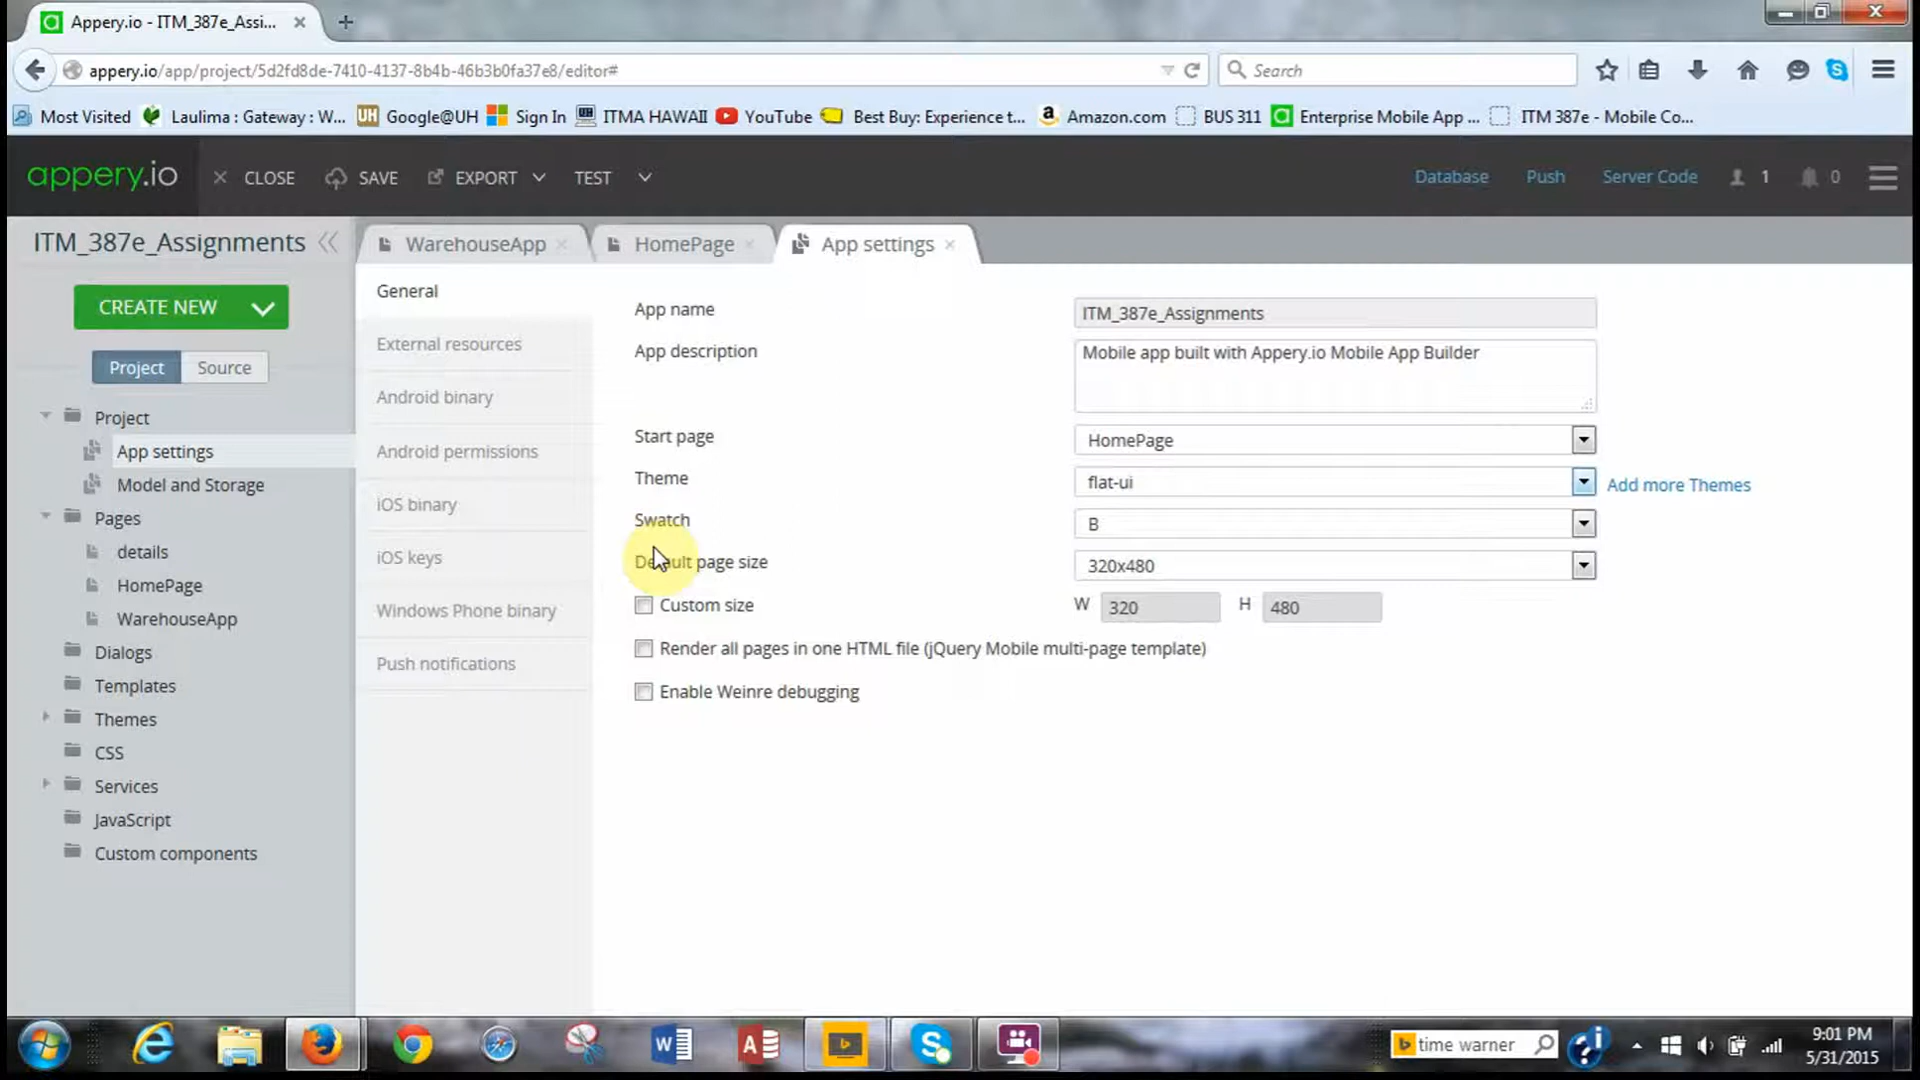 Appery.io - ITM_387e_Assi...
appery.io/app/project/5d2fd8de-7410-4137-8b4b-46b3b0fa37e8/editor#
Search
Most Visited
Laulima : Gateway : W...
UH
Google@UH
Sign In
ITMA HAWAII
YouTube
Best Buy: Experience t...
Amazon.com
BUS 311
Enterprise Mobile App ...
ITM 387e - Mobile Co...
appery.io
CLOSE
SAVE
EXPORT
TEST
Database
Push
Server Code
1
0
ITM_387e_Assignments
WarehouseApp
HomePage
App settings
CREATE NEW
Project
Source
Project
App settings
Model and Storage
Pages
details
HomePage
WarehouseApp
Dialogs
Templates
Themes
CSS
Services
JavaScript
Custom components
General
External resources
Android binary
Android permissions
iOS binary
iOS keys
Windows Phone binary
Push notifications
App name
ITM_387e_Assignments
App description
Mobile app built with Appery.io Mobile App Builder
Start page
HomePage
Theme
flat-ui
Add more Themes
Swatch
B
Default page size
320x480
Custom size
W 320 H 480
Render all pages in one HTML file (jQuery Mobile multi-page template)
Enable Weinre debugging
time warner
9:01 PM
5/31/2015